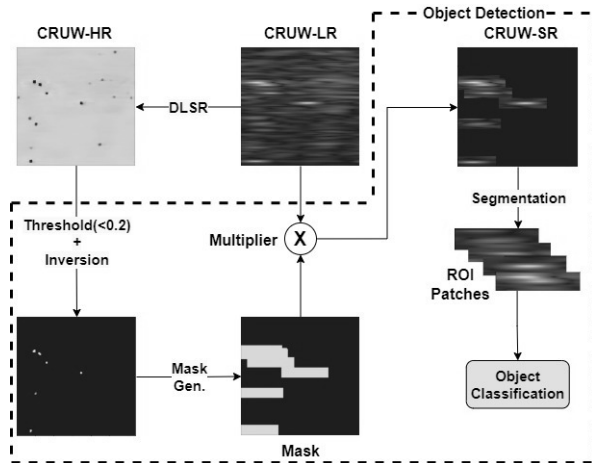 Object Detection
CRUW-HR
CRUW-LR
CRUW-SR
DLSR
Threshold(<0.2)
+
Inversion
Multiplier
X
Segmentation
ROI
Patches
Mask
Gen.
Object
Classification
Mask